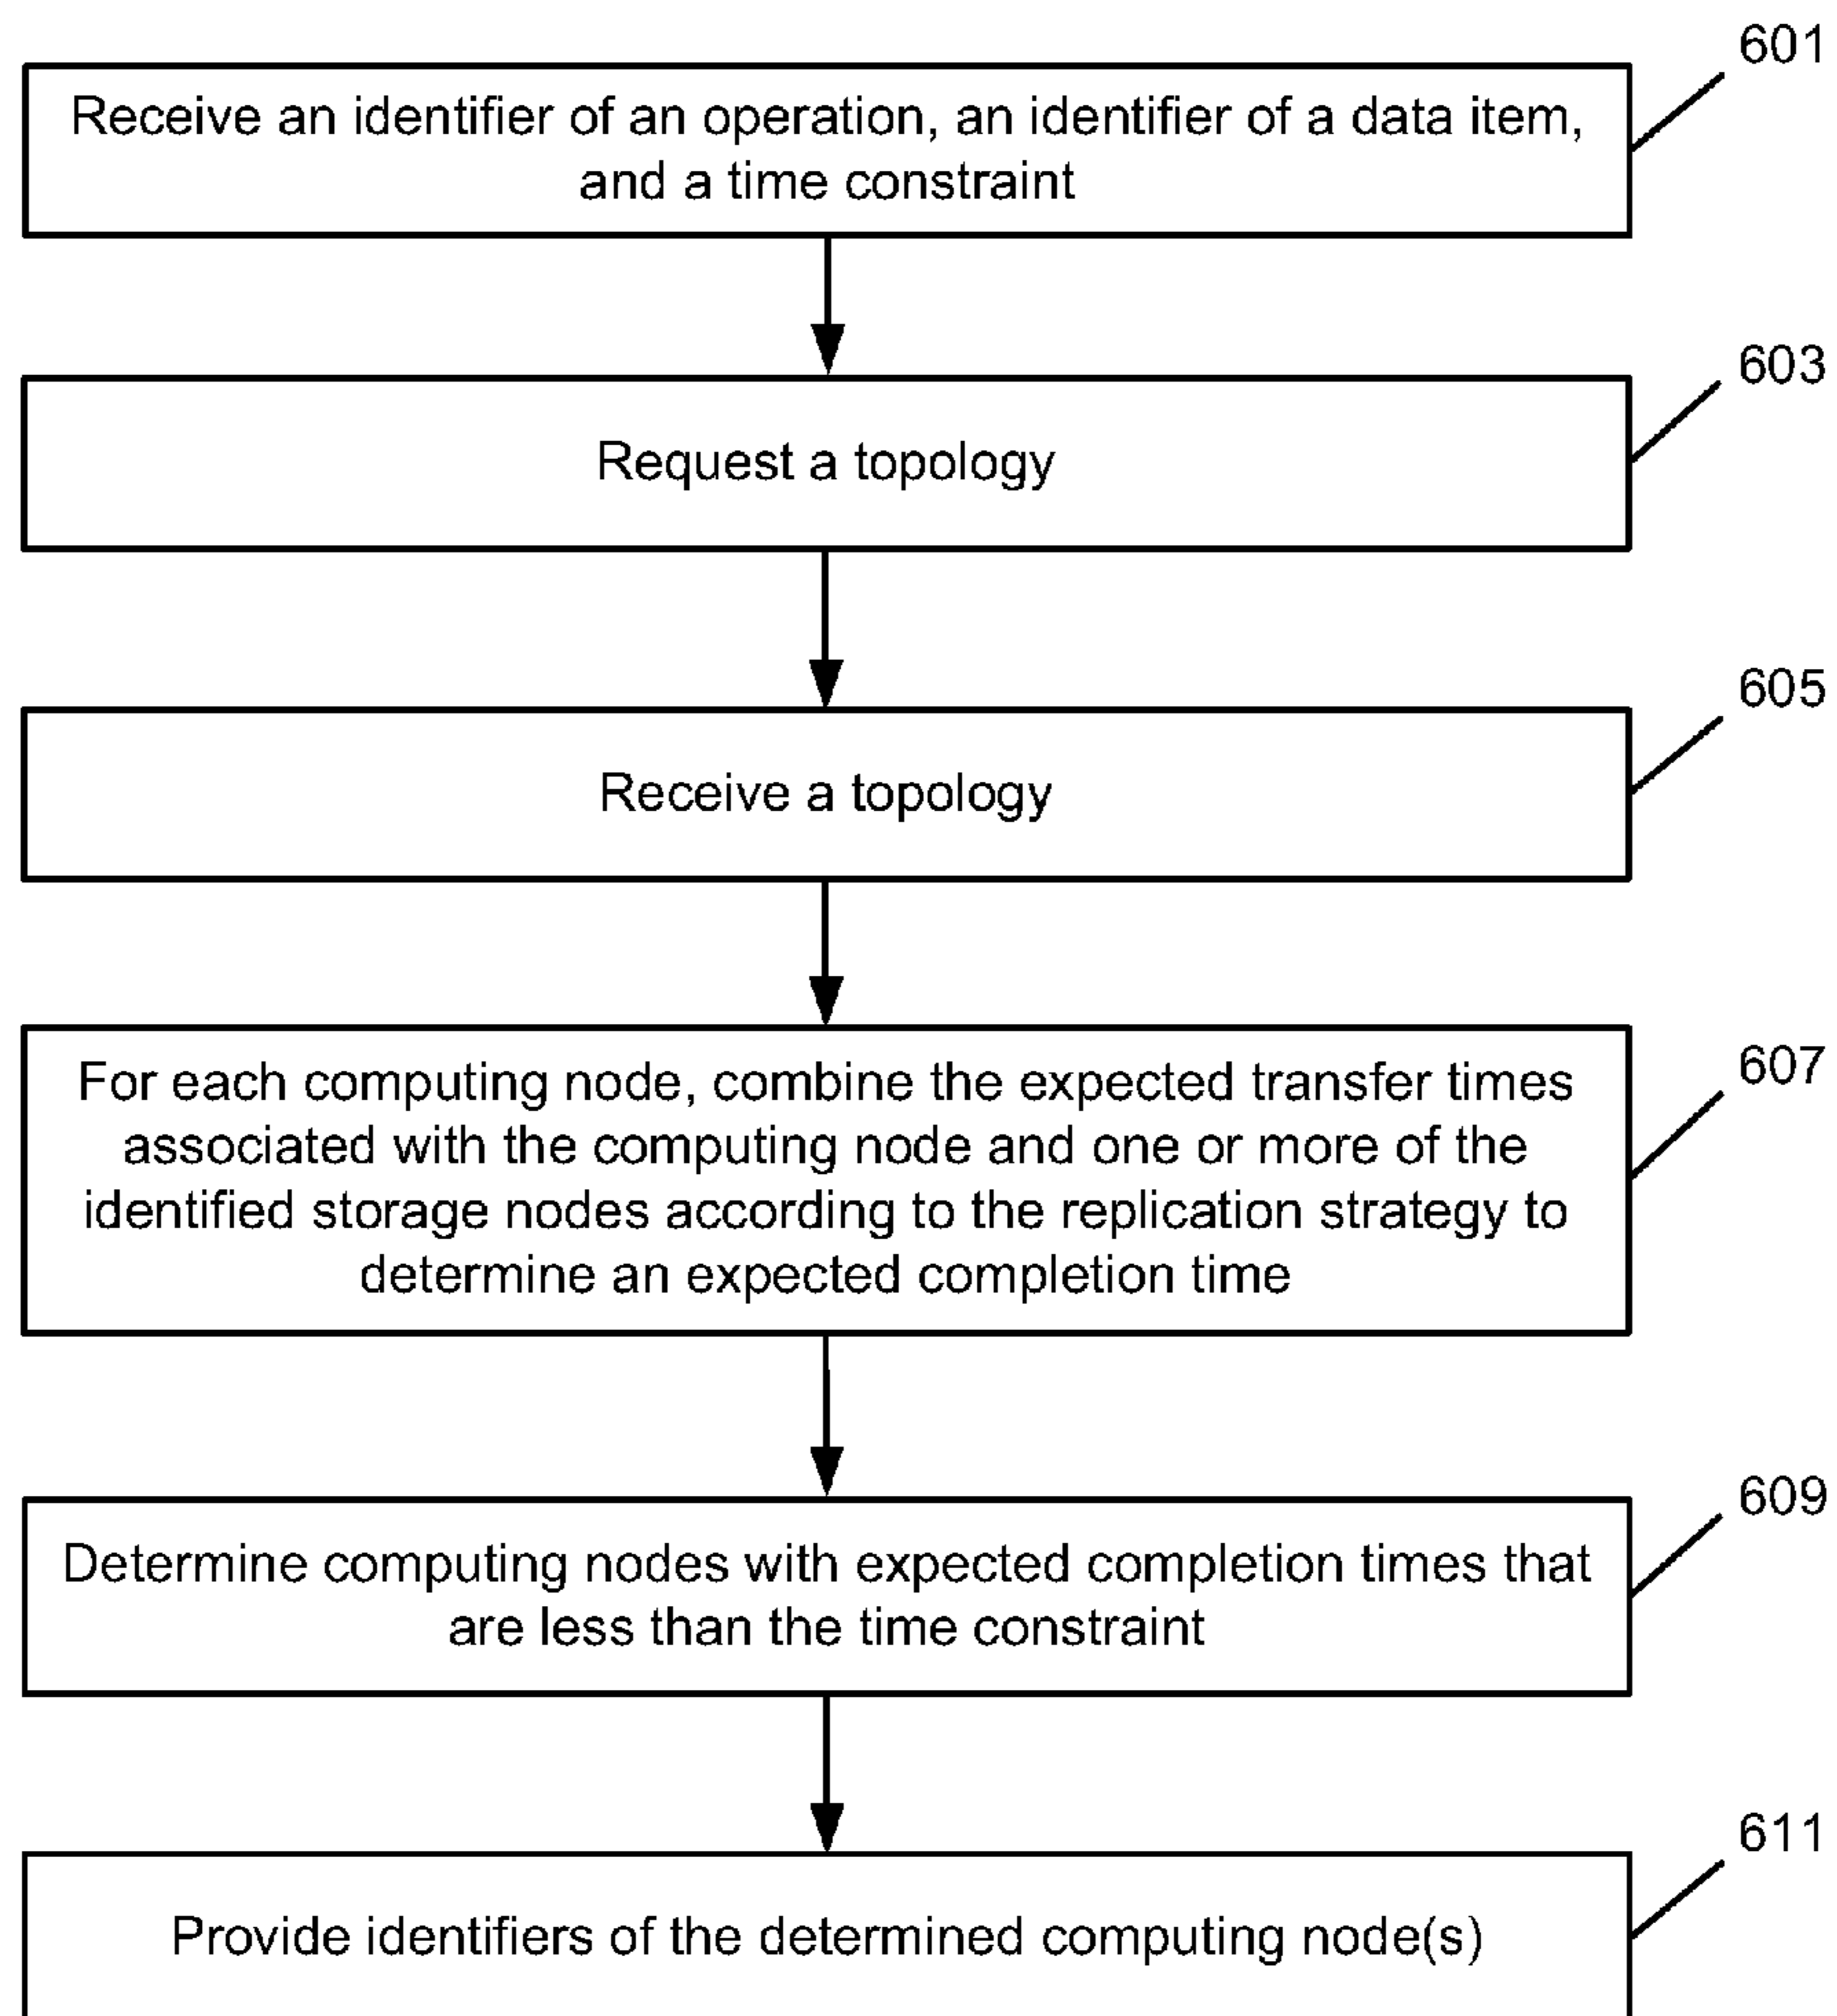 601
Receive an identifier of an operation, an identifier of a data item,
and a time constraint
603
Request a topology
605
Receive a topology
607
For each computing node, combine the expected transfer times
associated with the computing node and one or more of the
identified storage nodes according to the replication strategy to
determine an expected completion time
609
Determine computing nodes with expected completion times that
are less than the time constraint
611
Provide identifiers of the determined computing node(s)